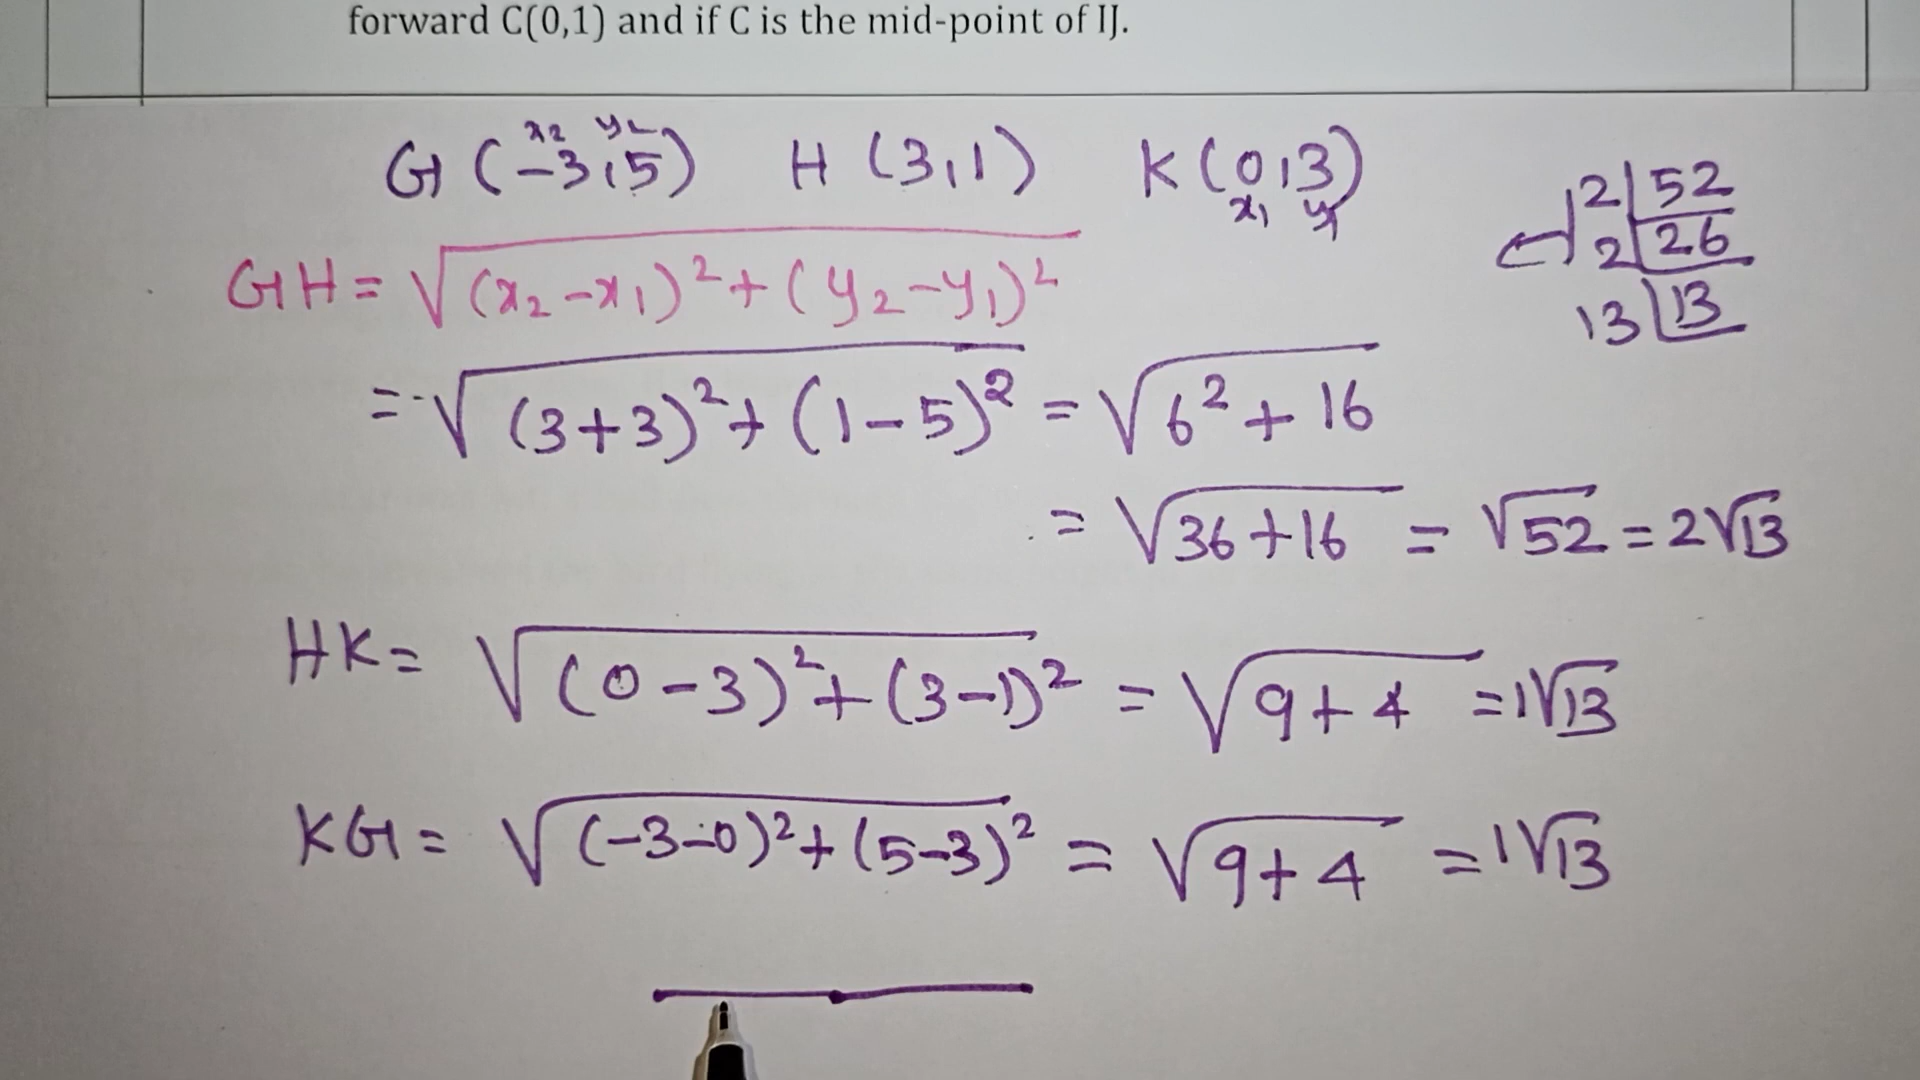 forward C(0,1) and if C is the mid-point of IJ.
x₂ y₂
G (-3,5) H (3,1) K (0,3)
x₁ y₁
2 | 52
2 | 26
13 | 13
GH = √((x₂-x₁)²+(y₂-y₁)²)
= √((3+3)²+(1-5)²) = √(6²+16)
= √(36+16) = √52 = 2√13
HK = √((0-3)²+(3-1)²) = √(9+4) = 1√13
KG = √((-3-0)²+(5-3)²) = √(9+4) = 1√13